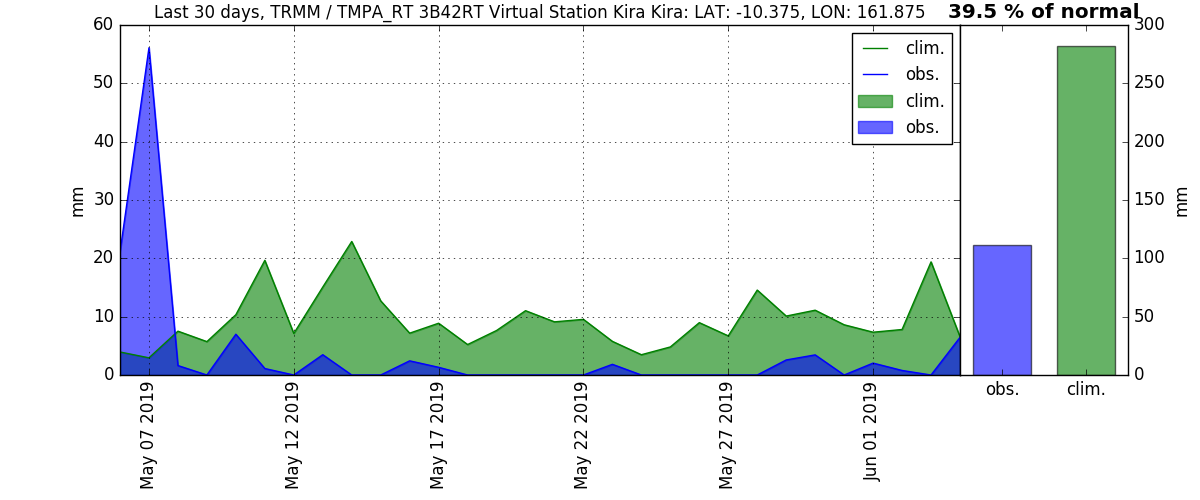 Last 30 days, TRMM / TMPA_RT 3B42RT Virtual Station Kira Kira: LAT: -10.375, LON: 161.875
39.5 % of normal
60
50
40
30
20
10
0
mm
clim.
obs.
clim.
obs.
May 07 2019
May 12 2019
May 17 2019
May 22 2019
May 27 2019
Jun 01 2019
300
250
200
150
100
50
0
mm
obs.
clim.